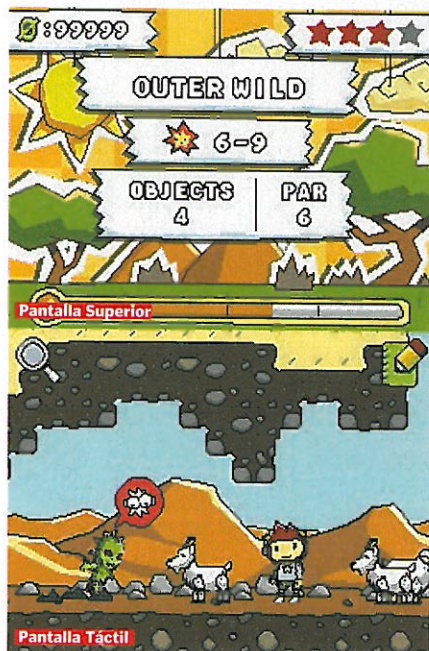 :99999
OUTER WILD
6-9
OBJECTS
4
PAR
6
Pantalla Superior
Pantalla Táctil